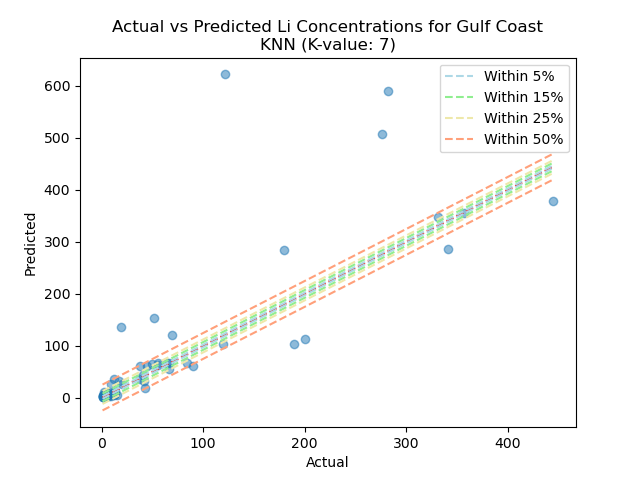 Actual vs Predicted Li Concentrations for Gulf Coast
KNN (K-value: 7)
Within 5%
Within 15%
Within 25%
Within 50%
600
500
400
300
200
100
0
Predicted
0 100 200 300 400
Actual